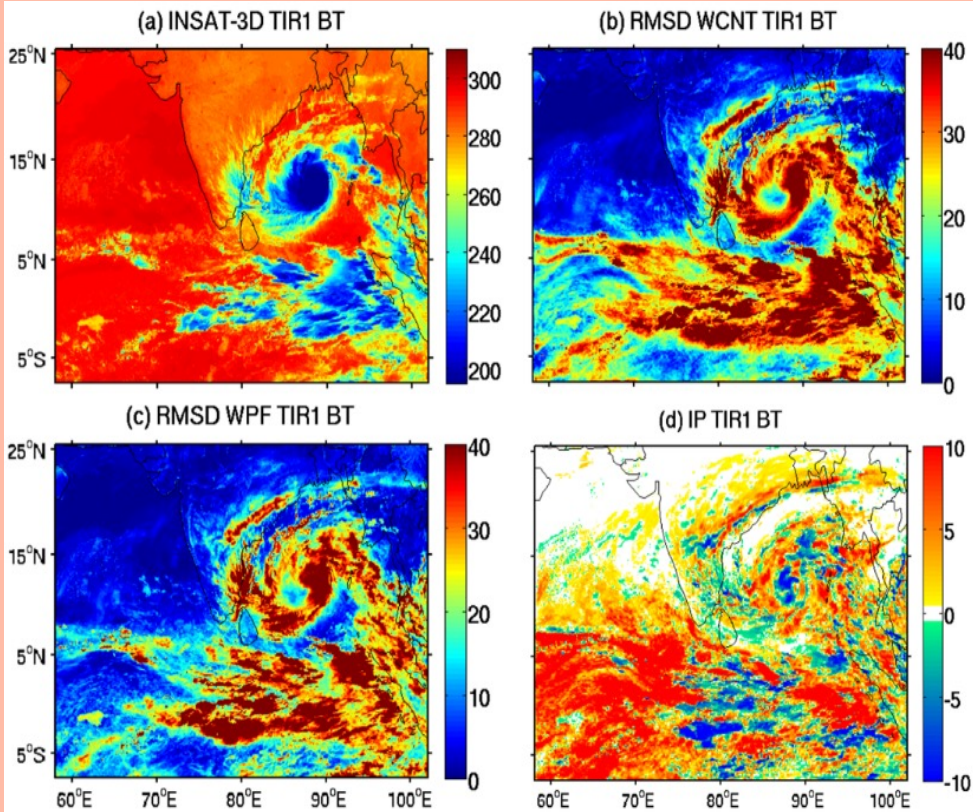 (a) INSAT-3D TIR1 BT
25°N
15°N
5°N
5°S
300
280
260
240
220
200
(b) RMSD WCNT TIR1 BT
40
30
20
10
0
(c) RMSD WPF TIR1 BT
25°N
15°N
5°N
5°S
60°E
70°E
80°E
90°E
100°E
40
30
20
10
0
(d) IP TIR1 BT
60°E
70°E
80°E
90°E
100°E
10
5
0
-5
-10